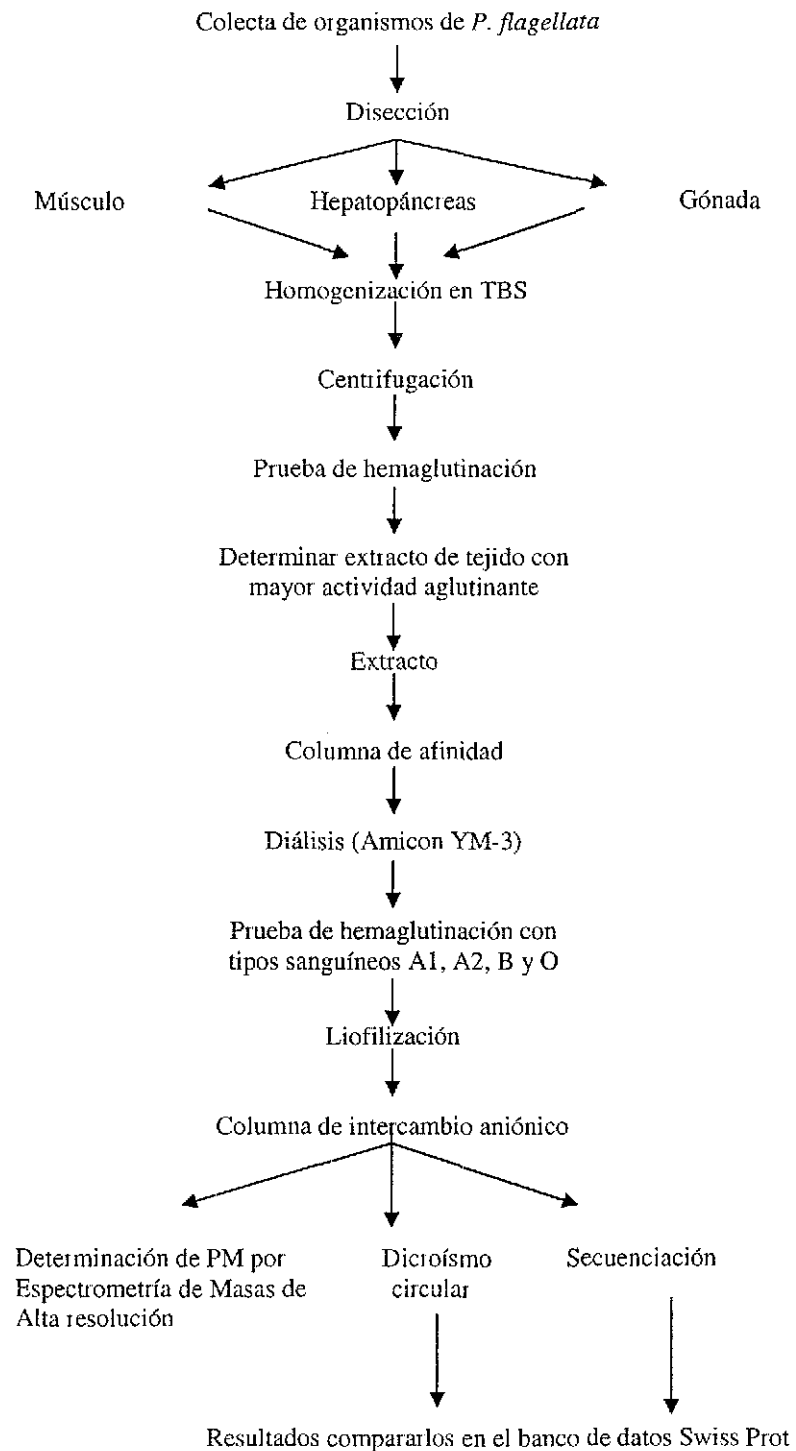 Colecta de organismos de P. flagellata
Disección
Músculo Hepatopáncreas Gónada
Homogenización en TBS
Centrifugación
Prueba de hemaglutinación
Determinar extracto de tejido con
mayor actividad aglutinante
Extracto
Columna de afinidad
Diálisis (Amicon YM-3)
Prueba de hemaglutinación con
tipos sanguíneos A1, A2, B y O
Liofilización
Columna de intercambio aniónico
Determinación de PM por
Espectrometría de Masas de
Alta resolución
Dicroísmo
circular
Secuenciación
Resultados compararlos en el banco de datos Swiss Prot